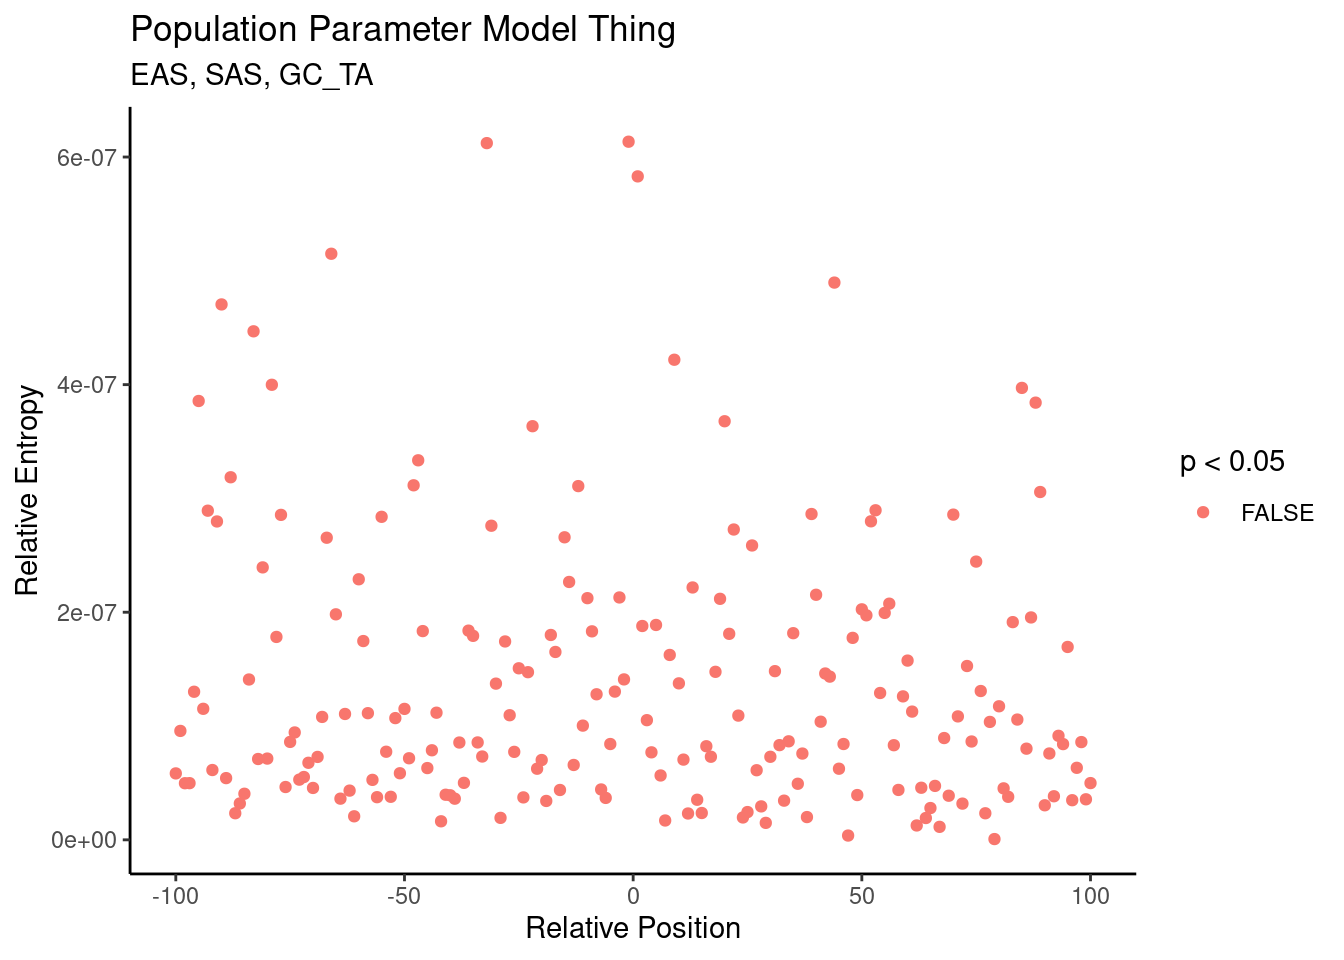 Population Parameter Model Thing
EAS, SAS, GC_TA
6e-07
4e-07
2e-07
0e+00
Relative Entropy
-100
-50
0
50
100
Relative Position
p < 0.05
FALSE